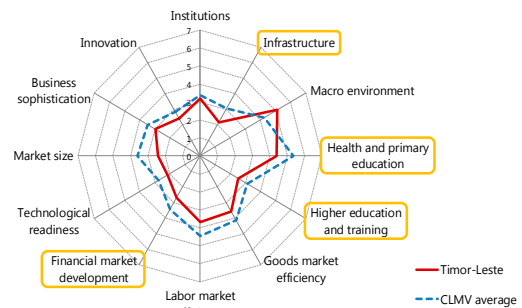 Institutions
7
6
5
4
3
2
1
0
Infrastructure
Macro environment
Health and primary
education
Higher education
and training
Goods market
efficiency
Labor market
Financial market
development
Technological
readiness
Market size
Business
sophistication
Innovation
Timor-Leste
CLMV average